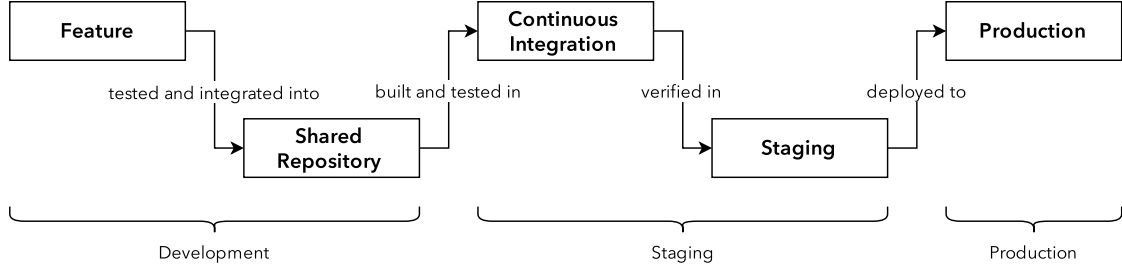 Feature
tested and integrated into
Shared
Repository
built and tested in
Continuous
Integration
verified in
Staging
deployed to
Production
Development
Staging
Production